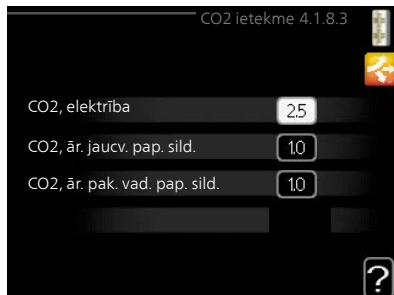 CO2 ietekme 4.1.8.3
CO2, elektrība 2.5
CO2, ār. jaucv. pap. sild. 1.0
CO2, ār. pak. vad. pap. sild. 1.0
?